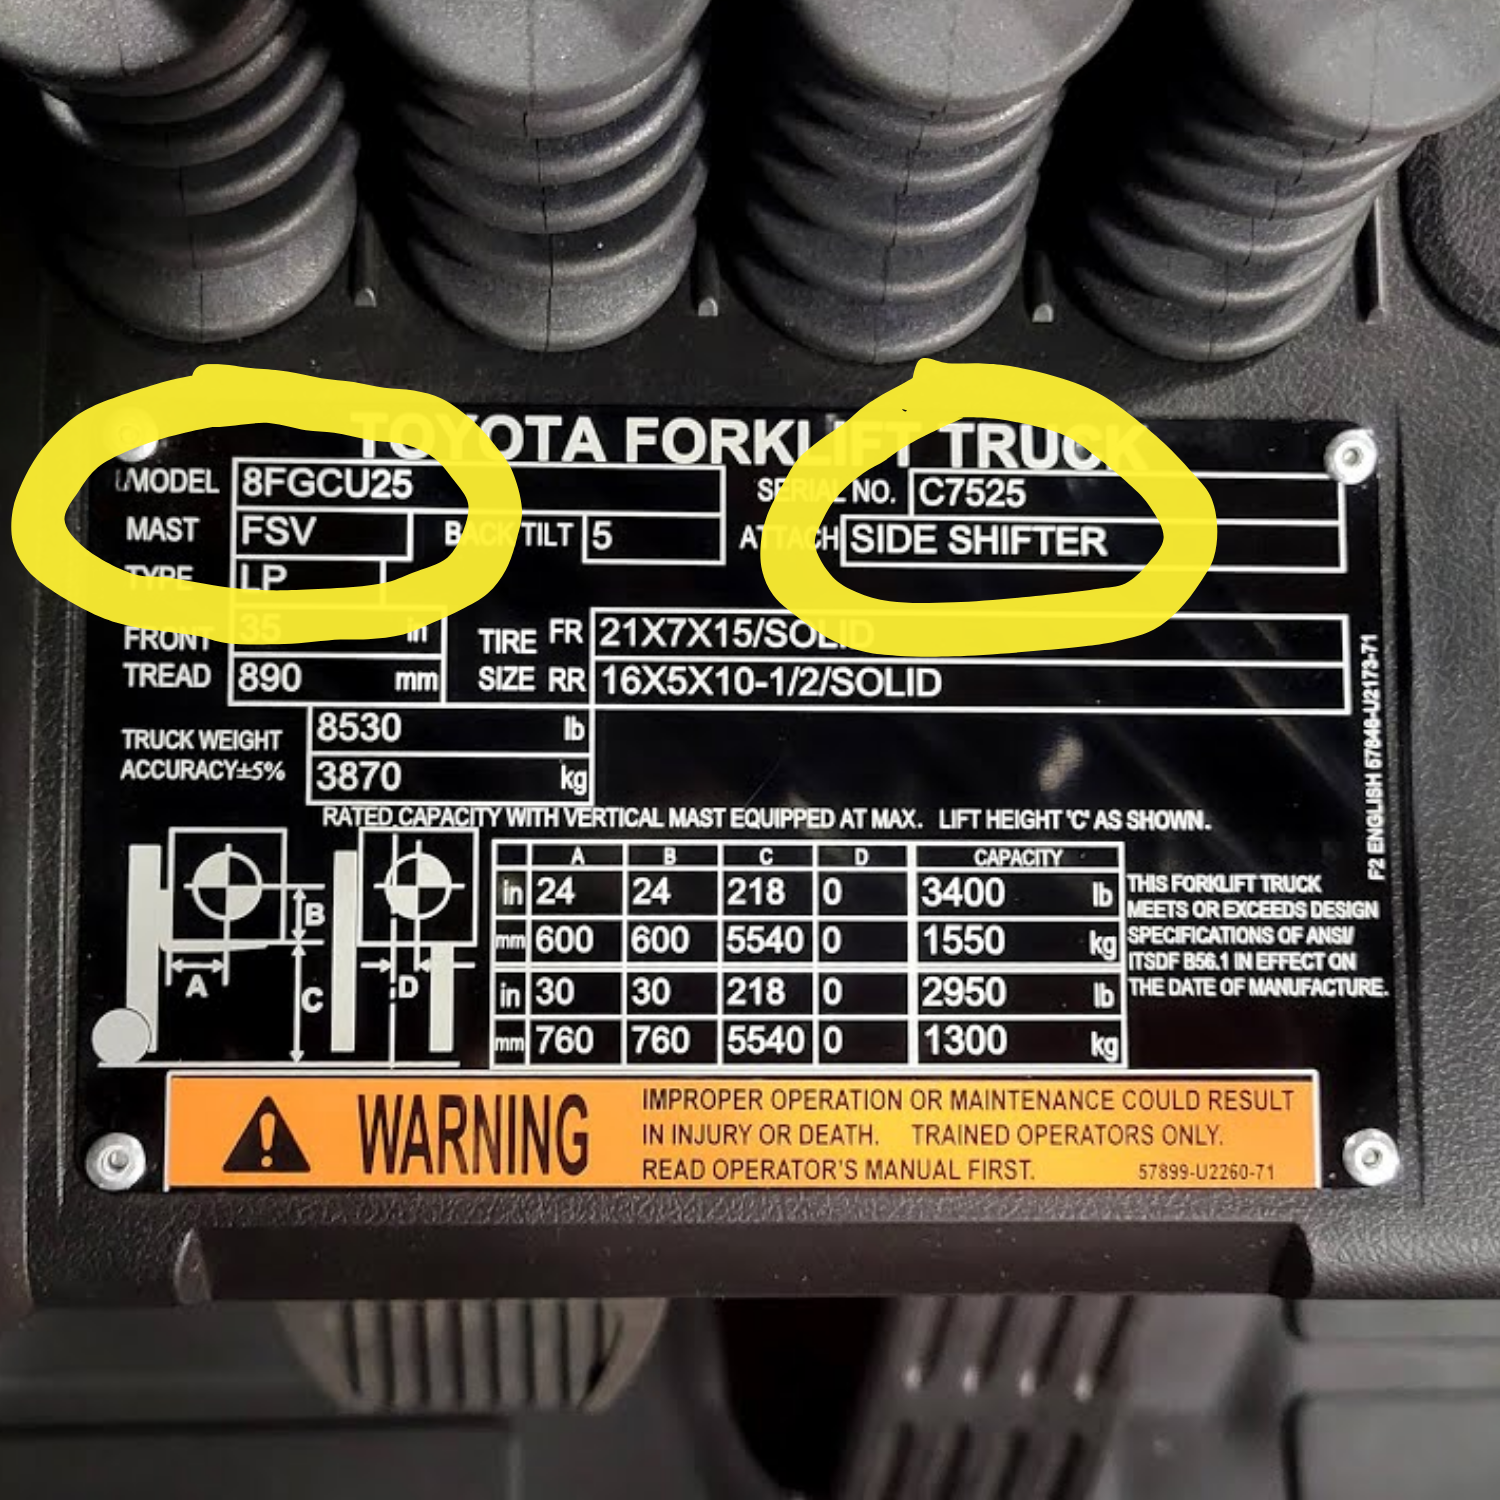 TOYOTA FORKLIFT TRUCK
MODEL 8FGCU25 SERIAL NO. C7525
MAST FSV BACK TILT 5 ATTACH SIDE SHIFTER
TYPE LP
FRONT 35 in TIRE FR 21X7X15/SOLID
TREAD 890 mm SIZE RR 16X5X10-1/2/SOLID
TRUCK WEIGHT 8530 lb
ACCURACY±5% 3870 kg
RATED CAPACITY WITH VERTICAL MAST EQUIPPED AT MAX. LIFT HEIGHT 'C' AS SHOWN.
A B C D
A B C D CAPACITY
in 24 24 218 0 3400 lb
mm 600 600 5540 0 1550 kg
in 30 30 218 0 2950 lb
mm 760 760 5540 0 1300 kg
THIS FORKLIFT TRUCK
MEETS OR EXCEEDS DESIGN
SPECIFICATIONS OF ANSI/
ITSDF B56.1 IN EFFECT ON
THE DATE OF MANUFACTURE.
F2 ENGLISH 57846-U2173-71
WARNING
IMPROPER OPERATION OR MAINTENANCE COULD RESULT
IN INJURY OR DEATH. TRAINED OPERATORS ONLY.
READ OPERATOR'S MANUAL FIRST. 57899-U2260-71